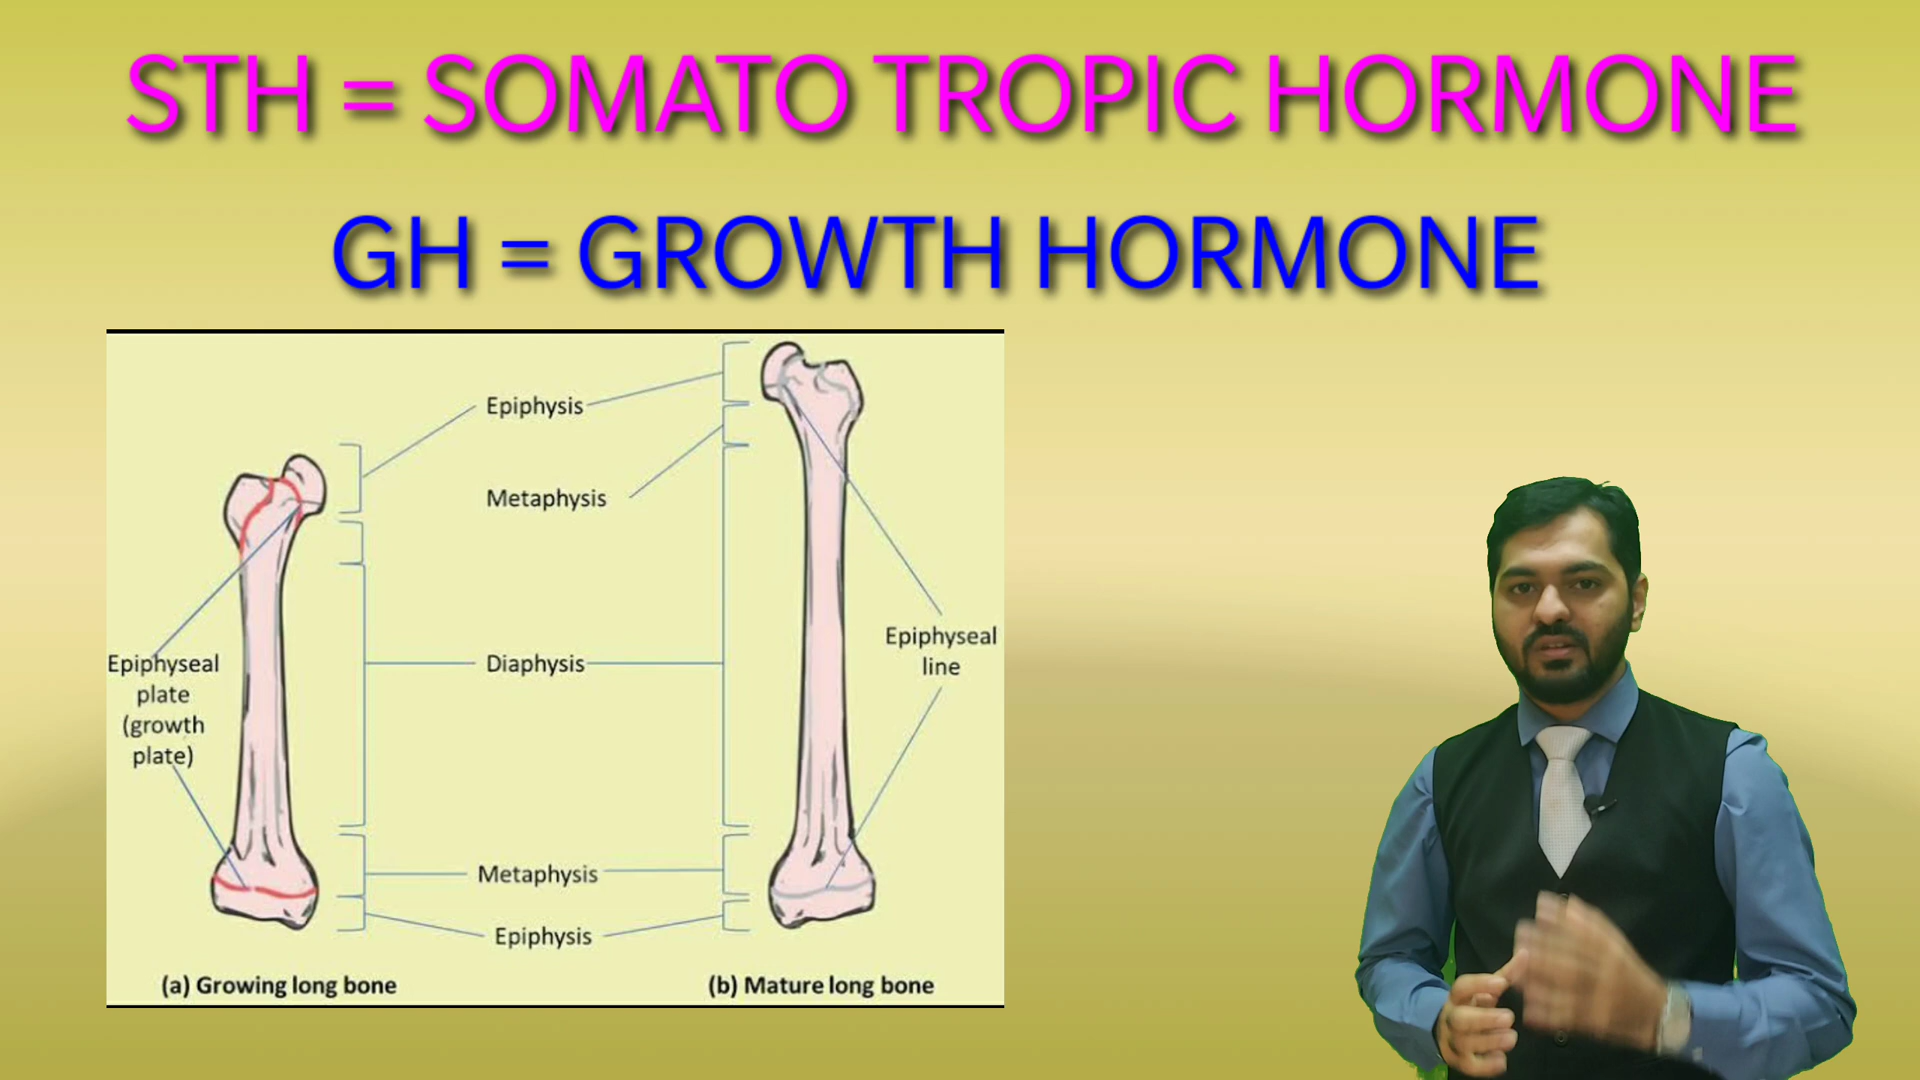 STH = SOMATO TROPIC HORMONE
GH = GROWTH HORMONE
Epiphysis
Metaphysis
Epiphyseal
plate
(growth
plate)
Diaphysis
Epiphyseal
line
Metaphysis
Epiphysis
(a) Growing long bone
(b) Mature long bone